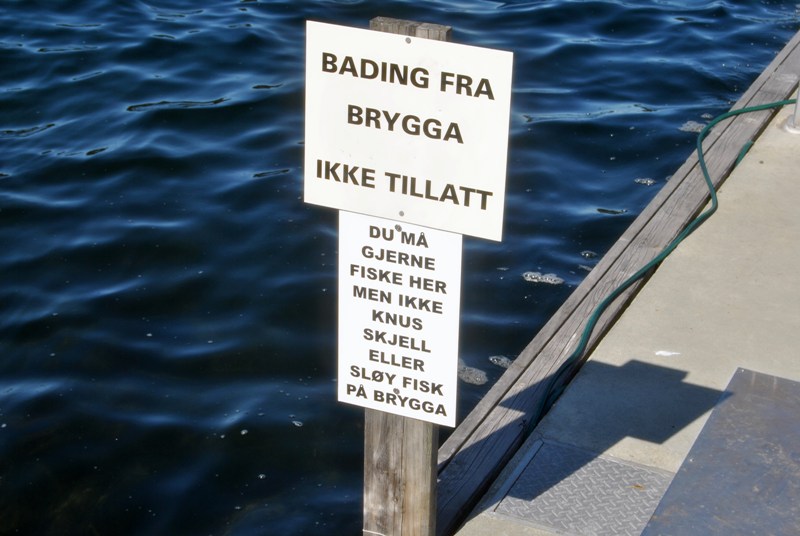 BADING FRA
BRYGGA
IKKE TILLATT
DU MÅ
GJERNE
FISKE HER
MEN IKKE
KNUS
SKJELL
ELLER
SLØY FISK
PÅ BRYGGA